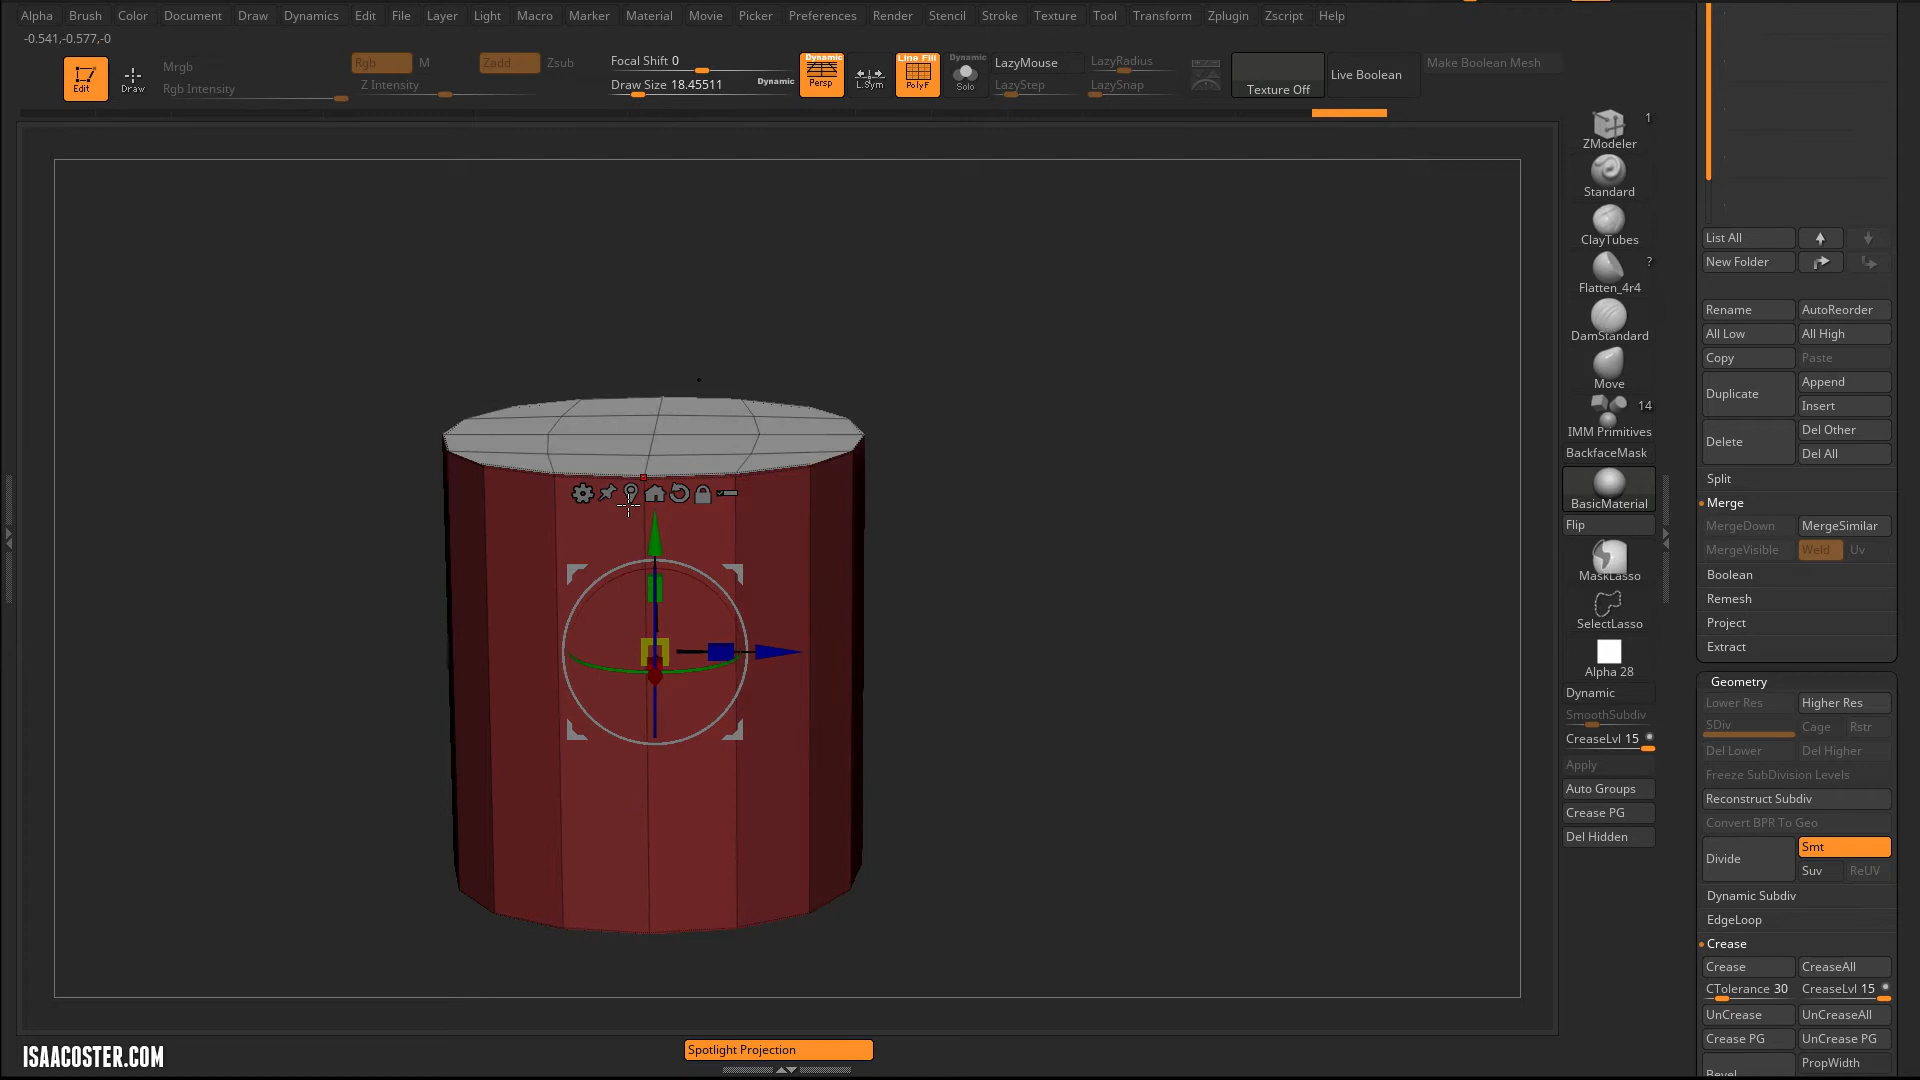 Alpha Brush Color Document Draw Dynamics Edit File Layer Light Macro Marker Material Movie Picker Preferences Render Stencil Stroke Texture Tool Transform Zplugin Zscript Help
-0.541,-0.577,-0
Edit
Draw
Mrgb
Rgb Intensity
Rgb
M
Z Intensity
Zadd
Zsub
Focal Shift 0
Draw Size 18.45511
Dynamic
Dynamic
Persp
L.Sym
Line Fill
PolyF
Dynamic
Solo
LazyMouse
LazyStep
LazyRadius
LazySnap
Texture Off
Live Boolean
Make Boolean Mesh
1
ZModeler
Standard
ClayTubes
?
Flatten_4r4
DamStandard
Move
14
IMM Primitives
BackfaceMask
BasicMaterial
Flip
MaskLasso
SelectLasso
Alpha 28
Dynamic
SmoothSubdiv
CreaseLvl 15
Apply
Auto Groups
Crease PG
Del Hidden
List All
New Folder
Rename AutoReorder
All Low All High
Copy Paste
Duplicate
Append
Insert
Delete
Del Other
Del All
Split
Merge
MergeDown MergeSimilar
MergeVisible Weld Uv
Boolean
Remesh
Project
Extract
Geometry
Lower Res Higher Res
SDiv Cage Rstr
Del Lower Del Higher
Freeze SubDivision Levels
Reconstruct Subdiv
Convert BPR To Geo
Divide
Smt
Suv ReUV
Dynamic Subdiv
EdgeLoop
Crease
Crease CreaseAll
CTolerance 30 CreaseLvl 15
UnCrease UnCreaseAll
Crease PG UnCrease PG
Bevel
PropWidth
Spotlight Projection
ISAACOSTER.COM